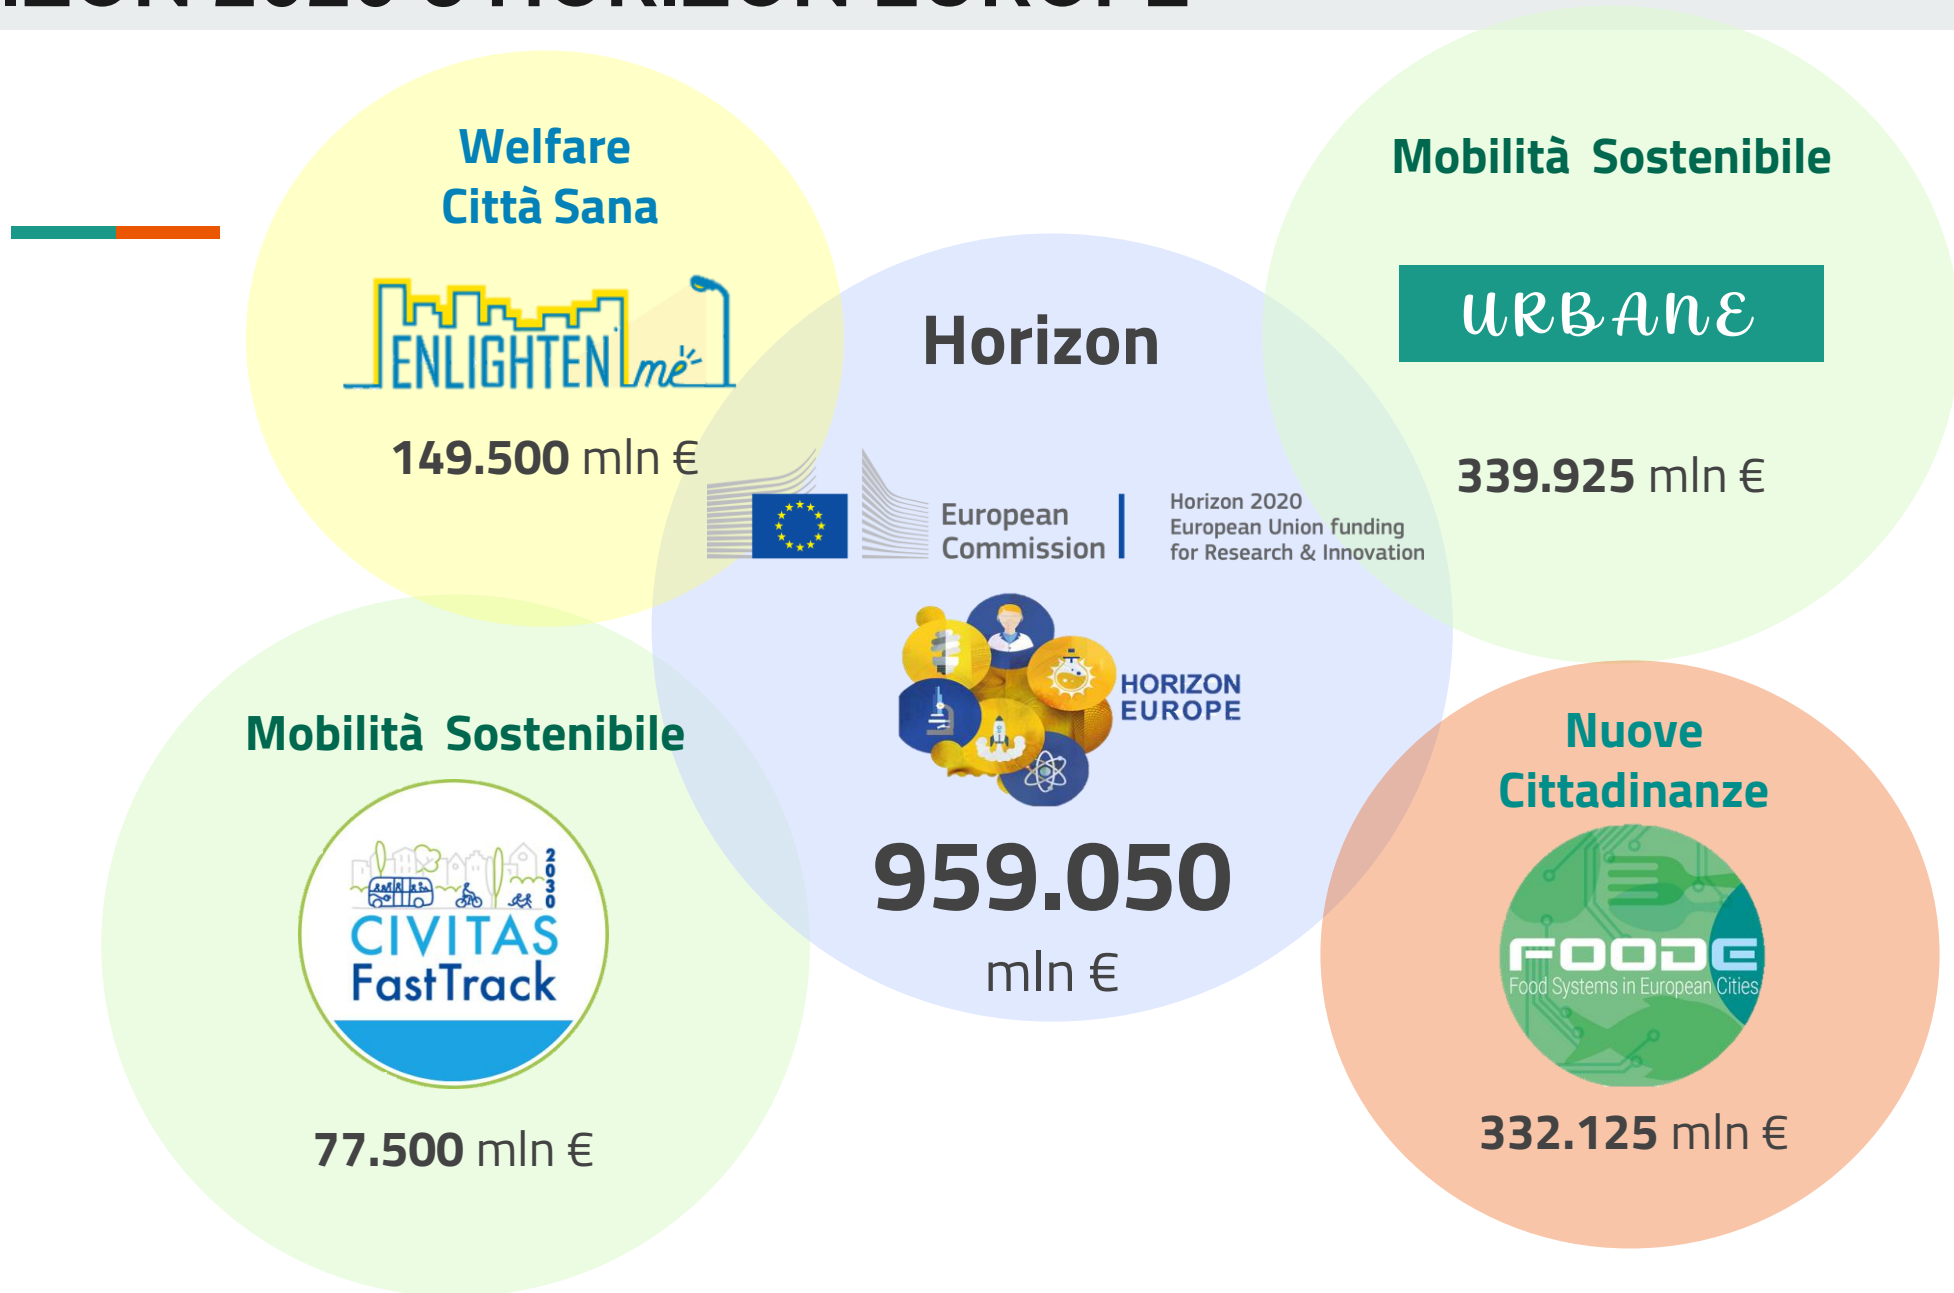 HORIZON EUROPE
Welfare
Città Sana
ENLIGHTEN me
149.500 mln €
Mobilità Sostenibile
URBANE
339.925 mln €
Horizon
European
Commission
Horizon 2020
European Union funding
for Research & Innovation
HORIZON
EUROPE
959.050
mln €
Mobilità Sostenibile
2030
CIVITAS
FastTrack
77.500 mln €
Nuove
Cittadinanze
FOODE
Food Systems in European Cities
332.125 mln €